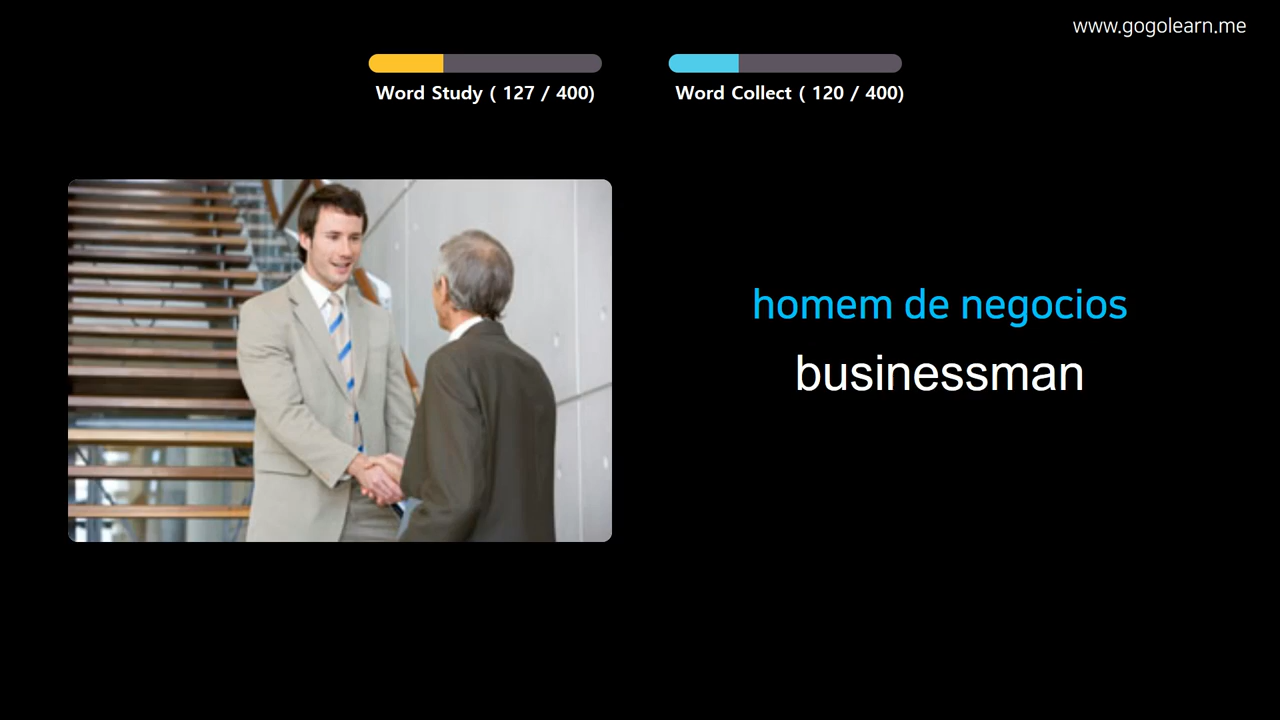 www.gogolearn.me
Word Study ( 127 / 400)
Word Collect ( 120 / 400)
homem de negocios
businessman